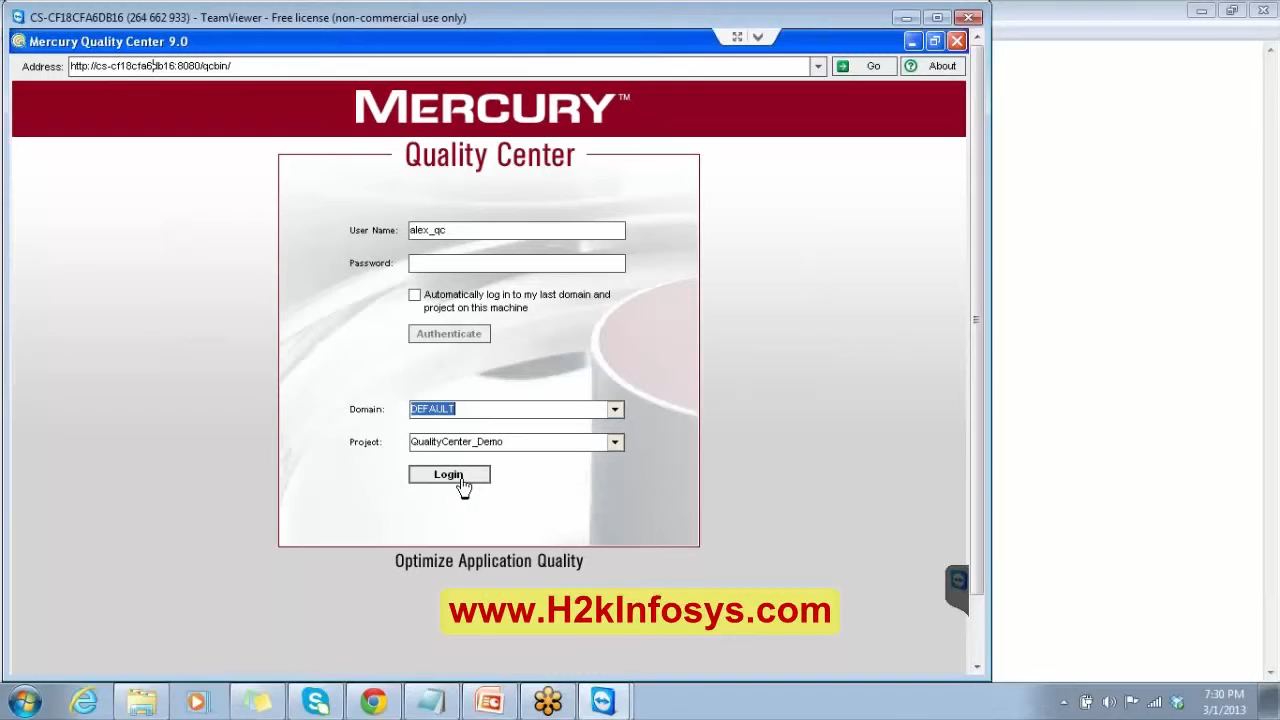 CS-CF18CFA6DB16 (264 662 933) - TeamViewer - Free license (non-commercial use only)
Mercury Quality Center 9.0
Address: http://cs-cf18cfa6db16:8080/qcbin/ Go About
MERCURY™
Quality Center
User Name: alex_qc
Password:
Automatically log in to my last domain and
project on this machine
Authenticate
Domain: DEFAULT
Project: QualityCenter_Demo
Login
Optimize Application Quality
www.H2kInfosys.com
7:30 PM
3/1/2013